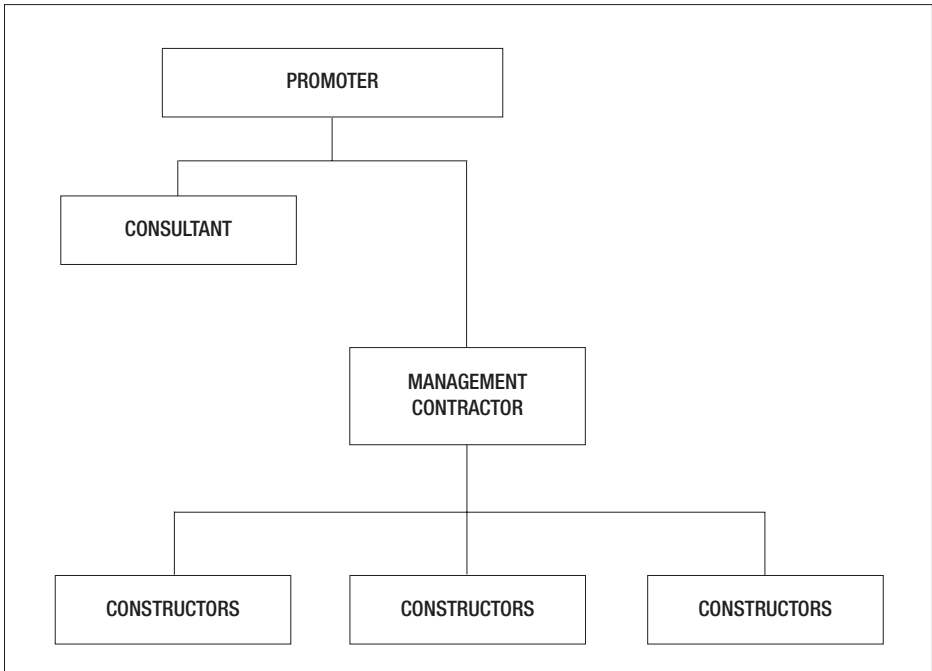 PROMOTER
CONSULTANT
MANAGEMENT
CONTRACTOR
CONSTRUCTORS
CONSTRUCTORS
CONSTRUCTORS